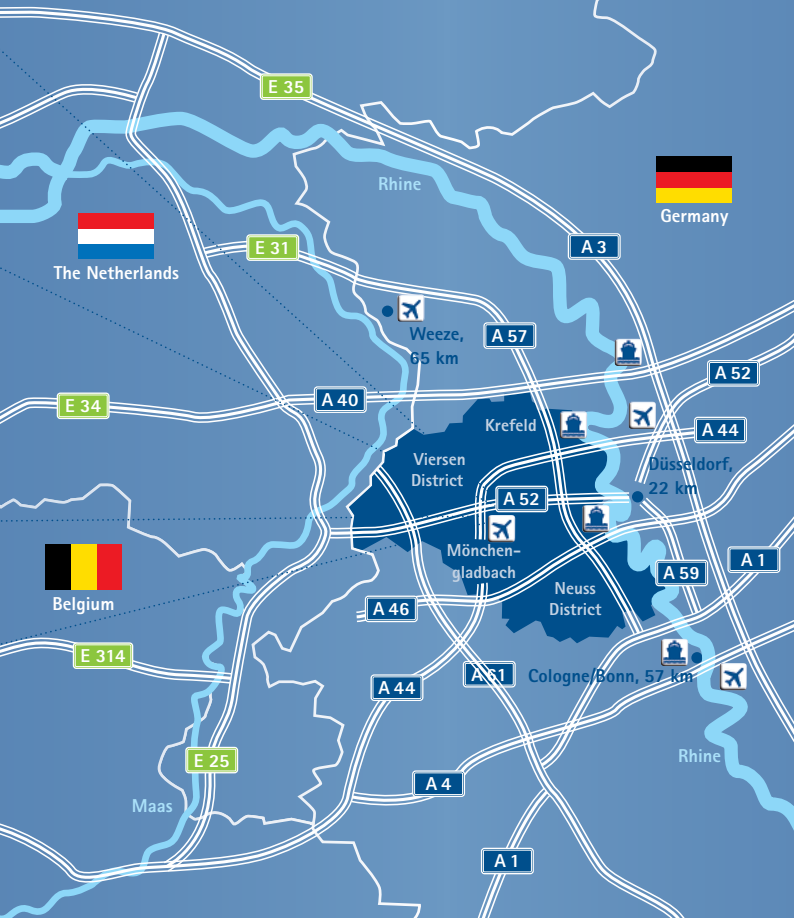 E 35
Rhine
Germany
A 3
The Netherlands
E 31
Weeze,
65 km
A 57
A 52
E 34
A 40
Krefeld
A 44
Viersen
District
Düsseldorf,
22 km
A 52
Mönchen-
gladbach
A 1
Belgium
A 59
Neuss
District
A 46
E 314
A 61
Cologne/Bonn, 57 km
A 44
E 25
Rhine
A 4
Maas
A 1